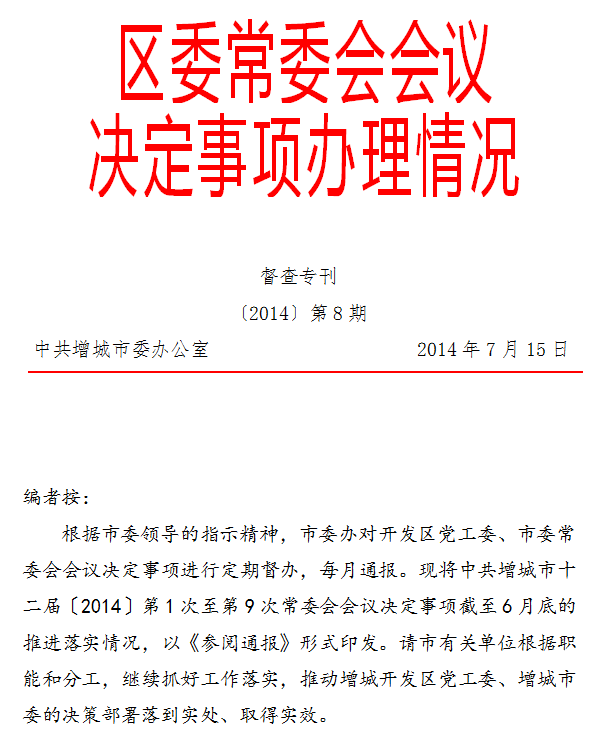 区委常委会会议
决定事项办理情况
督查专刊
〔2014〕第8期
中共增城市委办公室 2014年7月15日
编者按：
根据市委领导的指示精神，市委办对开发区党工委、市委常
委会会议决定事项进行定期督办，每月通报。现将中共增城市十
二届〔2014〕第1次至第9次常委会会议决定事项截至6月底的
推进落实情况，以《参阅通报》形式印发。请市有关单位根据职
能和分工，继续抓好工作落实，推动增城开发区党工委、增城市
委的决策部署落到实处、取得实效。